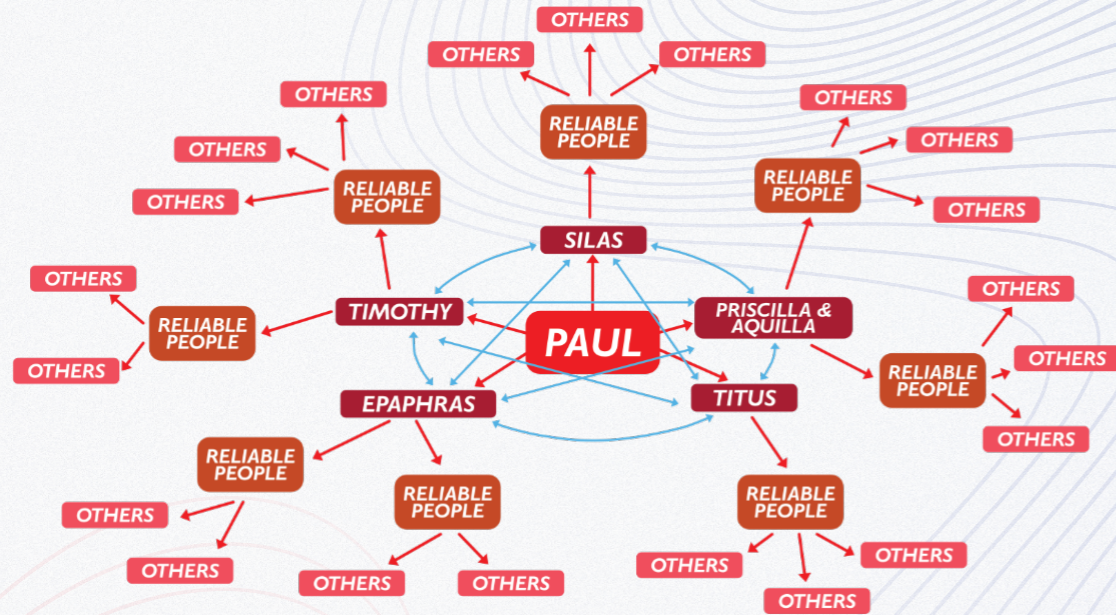 OTHERS
OTHERS
OTHERS
OTHERS
OTHERS
OTHERS
RELIABLE
PEOPLE
OTHERS
OTHERS
OTHERS
RELIABLE
PEOPLE
RELIABLE
PEOPLE
OTHERS
SILAS
OTHERS
OTHERS
RELIABLE
PEOPLE
TIMOTHY
PAUL
PRISCILLA &
AQUILLA
OTHERS
OTHERS
RELIABLE
PEOPLE
OTHERS
EPAPHRAS
TITUS
OTHERS
RELIABLE
PEOPLE
RELIABLE
PEOPLE
RELIABLE
PEOPLE
OTHERS
OTHERS
OTHERS
OTHERS
OTHERS
OTHERS
OTHERS